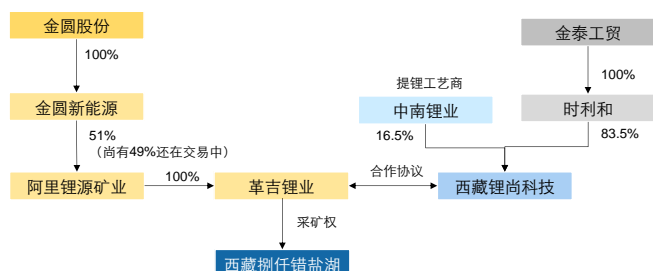 金圆股份
金泰工贸
100%
100%
提锂工艺商
金圆新能源
中南锂业
时利和
51%
（尚有49%还在交易中）
16.5%
83.5%
阿里锂源矿业
100%
革吉锂业
合作协议
西藏锂尚科技
采矿权
西藏捌仟错盐湖